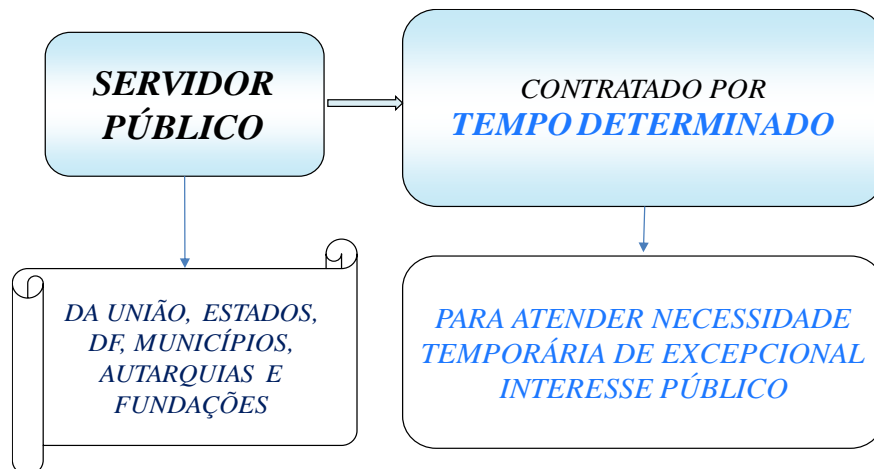 SERVIDOR
PÚBLICO
CONTRATADO POR
TEMPO DETERMINADO
DA UNIÃO, ESTADOS,
DF, MUNICÍPIOS,
AUTARQUIAS E
FUNDAÇÕES
PARA ATENDER NECESSIDADE
TEMPORÁRIA DE EXCEPCIONAL
INTERESSE PÚBLICO